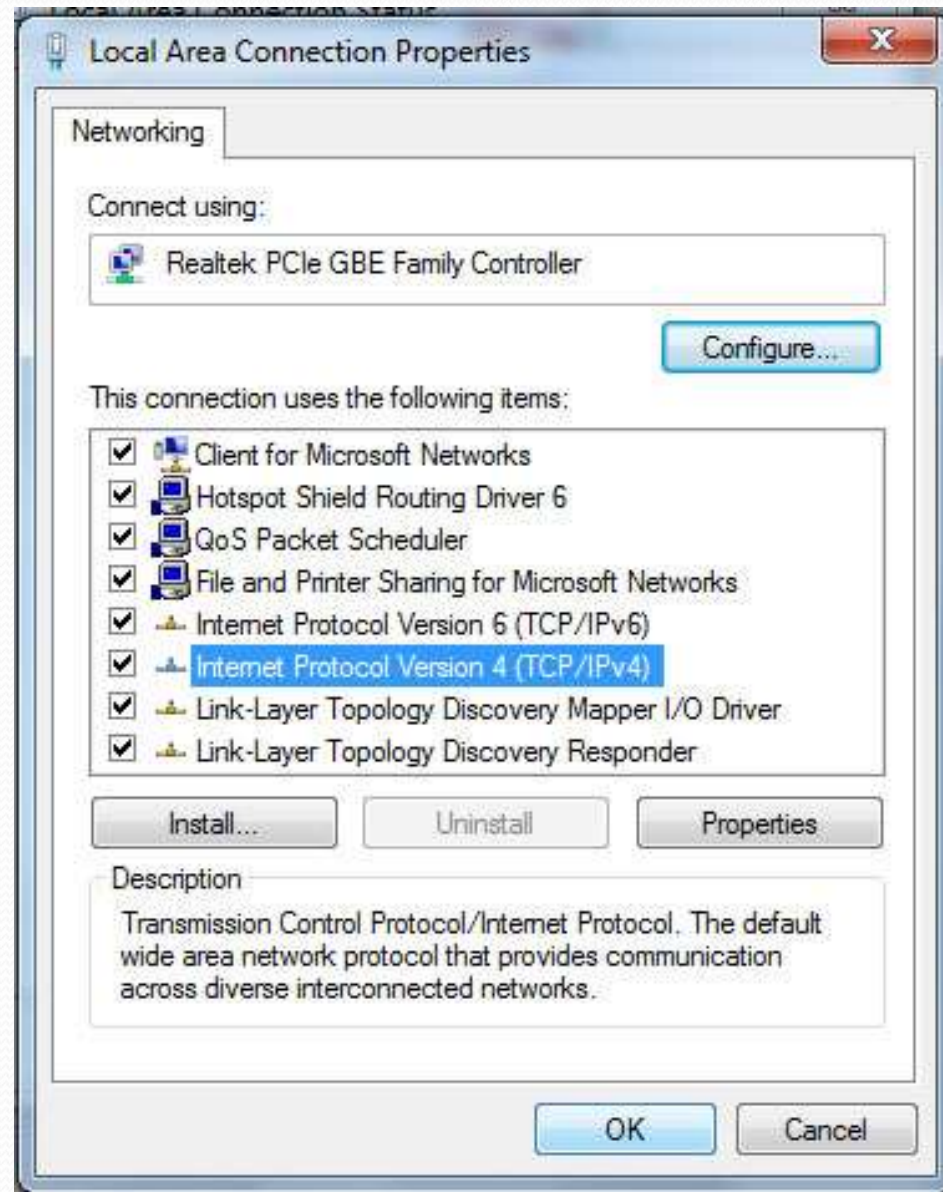 Local Area Connection Status
Local Area Connection Properties
Networking
Connect using:
Realtek PCIe GBE Family Controller
Configure...
This connection uses the following items:
Client for Microsoft Networks
Hotspot Shield Routing Driver 6
QoS Packet Scheduler
File and Printer Sharing for Microsoft Networks
Internet Protocol Version 6 (TCP/IPv6)
Internet Protocol Version 4 (TCP/IPv4)
Link-Layer Topology Discovery Mapper I/O Driver
Link-Layer Topology Discovery Responder
Install... Uninstall Properties
Description
Transmission Control Protocol/Internet Protocol. The default
wide area network protocol that provides communication
across diverse interconnected networks.
OK Cancel